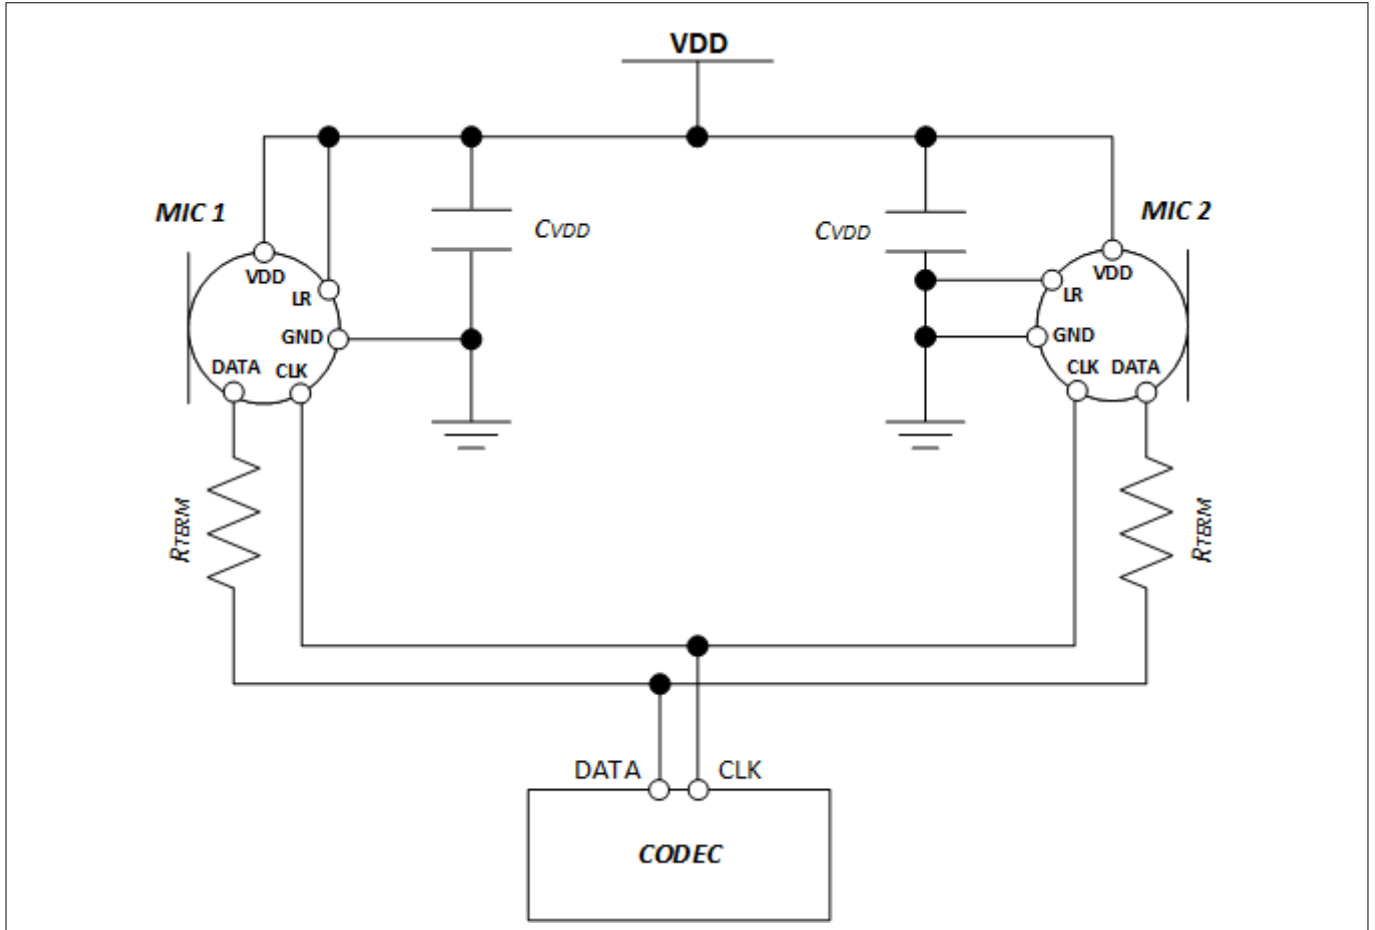 VDD
MIC 1
MIC 2
CVDD
CVDD
VDD
LR
GND
DATA
CLK
VDD
LR
GND
CLK
DATA
RTERM
RTERM
DATA
CLK
CODEC